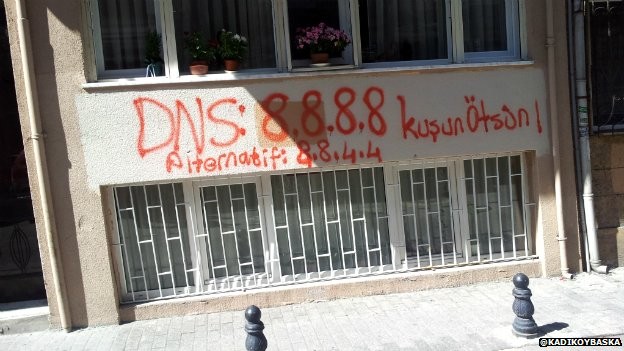 DNS: 8.8.8.8 kuşun Ötsün!
Alternatif: 8.8.4.4
@KADIKOYBASKA